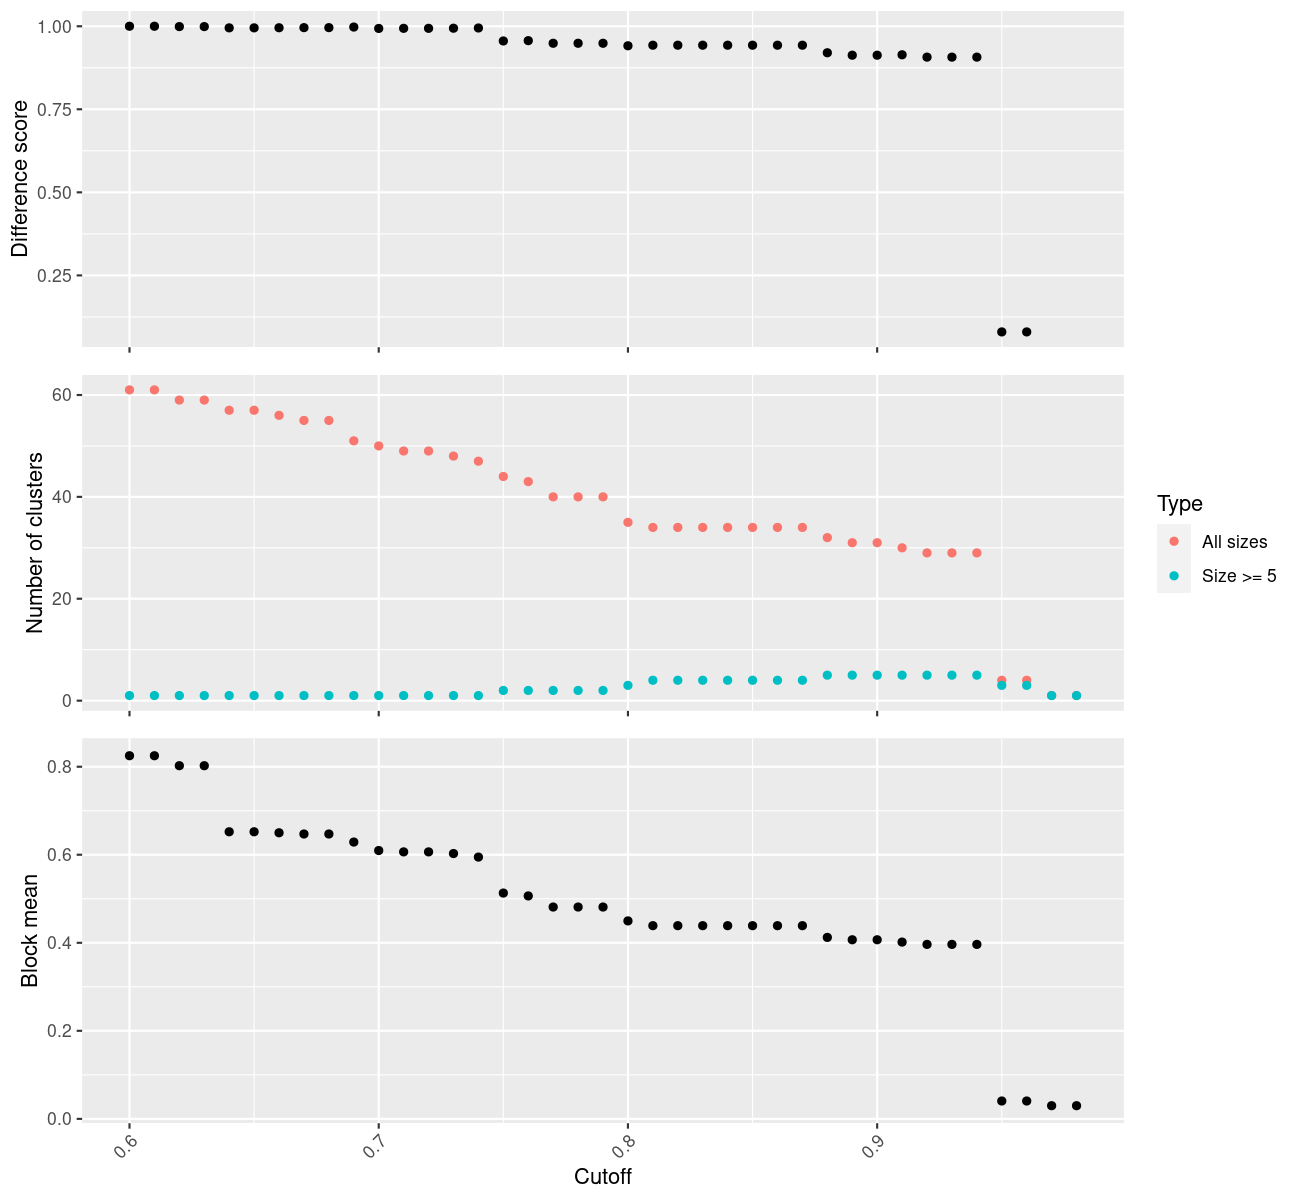 Difference score
1.00
0.75
0.50
0.25
Number of clusters
60
40
20
0
Type
All sizes
Size >= 5
Block mean
0.8
0.6
0.4
0.2
0.0
0.6 0.7 0.8 0.9
Cutoff